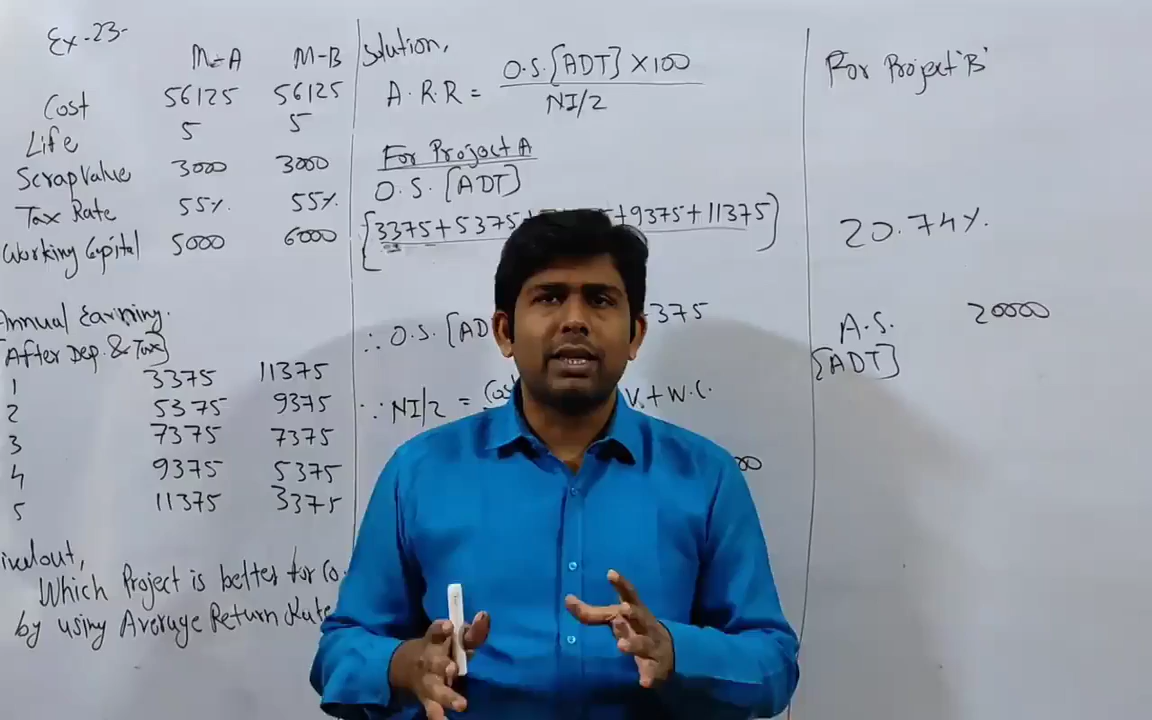 Ex-23-
M-A M-B
Cost 56125 56125
Life 5 5
Scrap Value 3000 3000
Tax Rate 55% 55%
Working Capital 5000 6000
Annual Earning.
[After Dep. & Tax]
1 3375 11375
2 5375 9375
3 7375 7375
4 9375 5375
5 11375 3375
Which Project is better for Co.
by using Average Return Rate
Solution,
A.R.R = O.S.[ADT] × 100
NI/2
For Project A
O.S. [ADT]
[3375+5375+ +9375+11375]
∴ O.S. [AD 375
∵ NI/2 = V. + W.C.
For Project 'B'
20.74%.
A.S. 20000
[ADT]